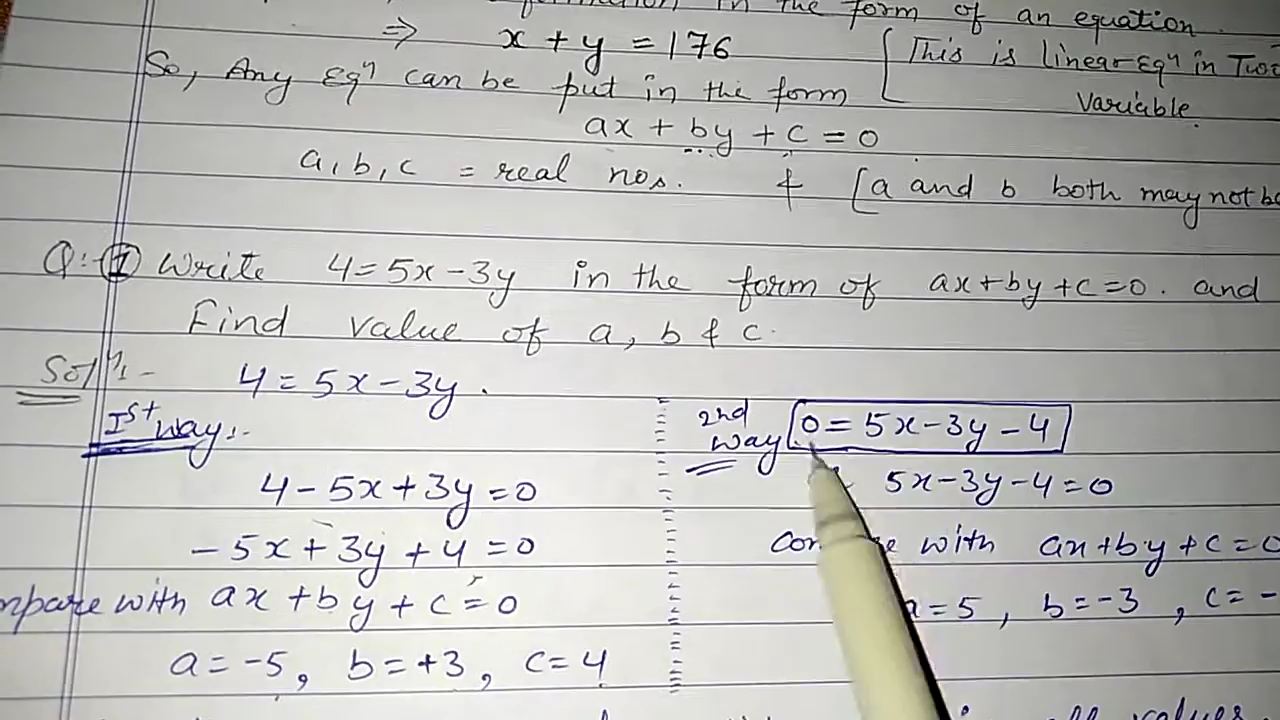 in the form of an equation.
⇒ x + y = 176
{ This is linear Eqⁿ in Two
Variable.
So, Any Eqⁿ can be put in the form
ax + by + c = 0
a, b, c = real nos. & [a and b both may not be
Q:- (I) Write 4=5x-3y in the form of ax+by+c=0. and
Find value of a, b & c.
Solⁿ:- 4 = 5x-3y.
Iˢᵗ way:-
4-5x+3y=0
-5x+3y+4=0
with ax+by+c=0
a=-5, b=+3, c=4
2nd way 0=5x-3y-4
5x-3y-4=0
with ax+by+c=0
a=5, b=-3, c=-
values